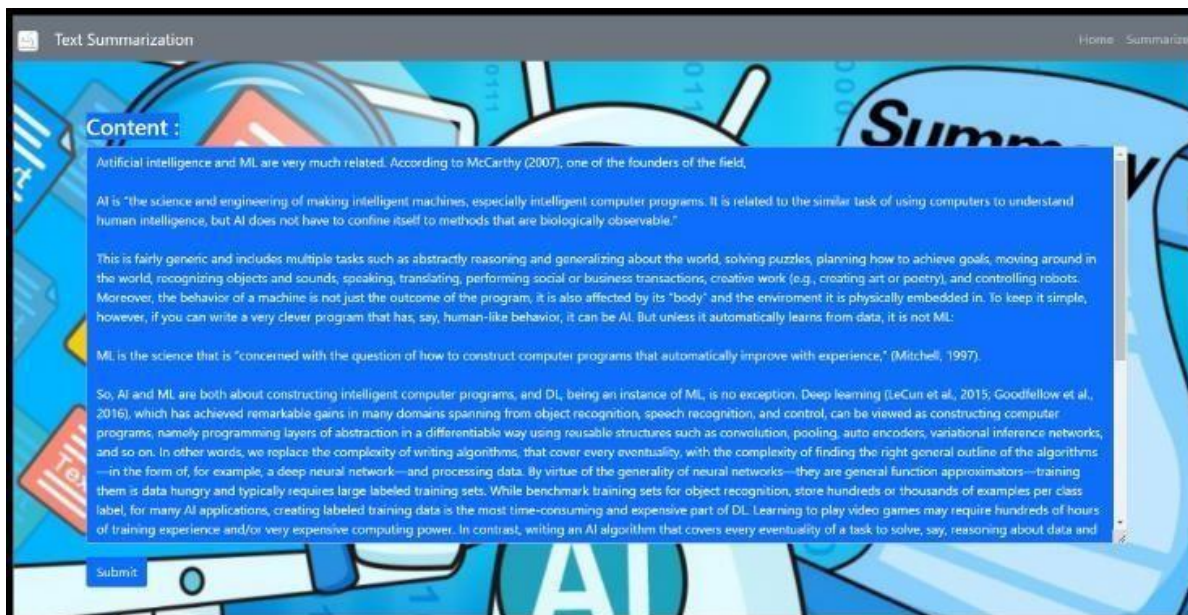 Text Summarization
Home Summarize
Content :
Summary
Artificial intelligence and ML are very much related. According to McCarthy (2007), one of the founders of the field,
AI is "the science and engineering of making intelligent machines, especially intelligent computer programs. It is related to the similar task of using computers to understand
human intelligence, but AI does not have to confine itself to methods that are biologically observable."
This is fairly generic and includes multiple tasks such as abstractly reasoning and generalizing about the world, solving puzzles, planning how to achieve goals, moving around in
the world, recognizing objects and sounds, speaking, translating, performing social or business transactions, creative work (e.g., creating art or poetry), and controlling robots.
Moreover, the behavior of a machine is not just the outcome of the program, it is also affected by its "body" and the enviroment it is physically embedded in. To keep it simple,
however, if you can write a very clever program that has, say, human-like behavior, it can be AI. But unless it automatically learns from data, it is not ML:
ML is the science that is "concerned with the question of how to construct computer programs that automatically improve with experience," (Mitchell, 1997).
So, AI and ML are both about constructing intelligent computer programs, and DL, being an instance of ML, is no exception. Deep learning (LeCun et al., 2015; Goodfellow et al.,
2016), which has achieved remarkable gains in many domains spanning from object recognition, speech recognition, and control, can be viewed as constructing computer
programs, namely programming layers of abstraction in a differentiable way using reusable structures such as convolution, pooling, auto encoders, variational inference networks,
and so on. In other words, we replace the complexity of writing algorithms, that cover every eventuality, with the complexity of finding the right general outline of the algorithms
—in the form of, for example, a deep neural network—and processing data. By virtue of the generality of neural networks—they are general function approximators—training
them is data hungry and typically requires large labeled training sets. While benchmark training sets for object recognition, store hundreds or thousands of examples per class
label, for many AI applications, creating labeled training data is the most time-consuming and expensive part of DL. Learning to play video games may require hundreds of hours
of training experience and/or very expensive computing power. In contrast, writing an AI algorithm that covers every eventuality of a task to solve, say, reasoning about data and
Submit
AI